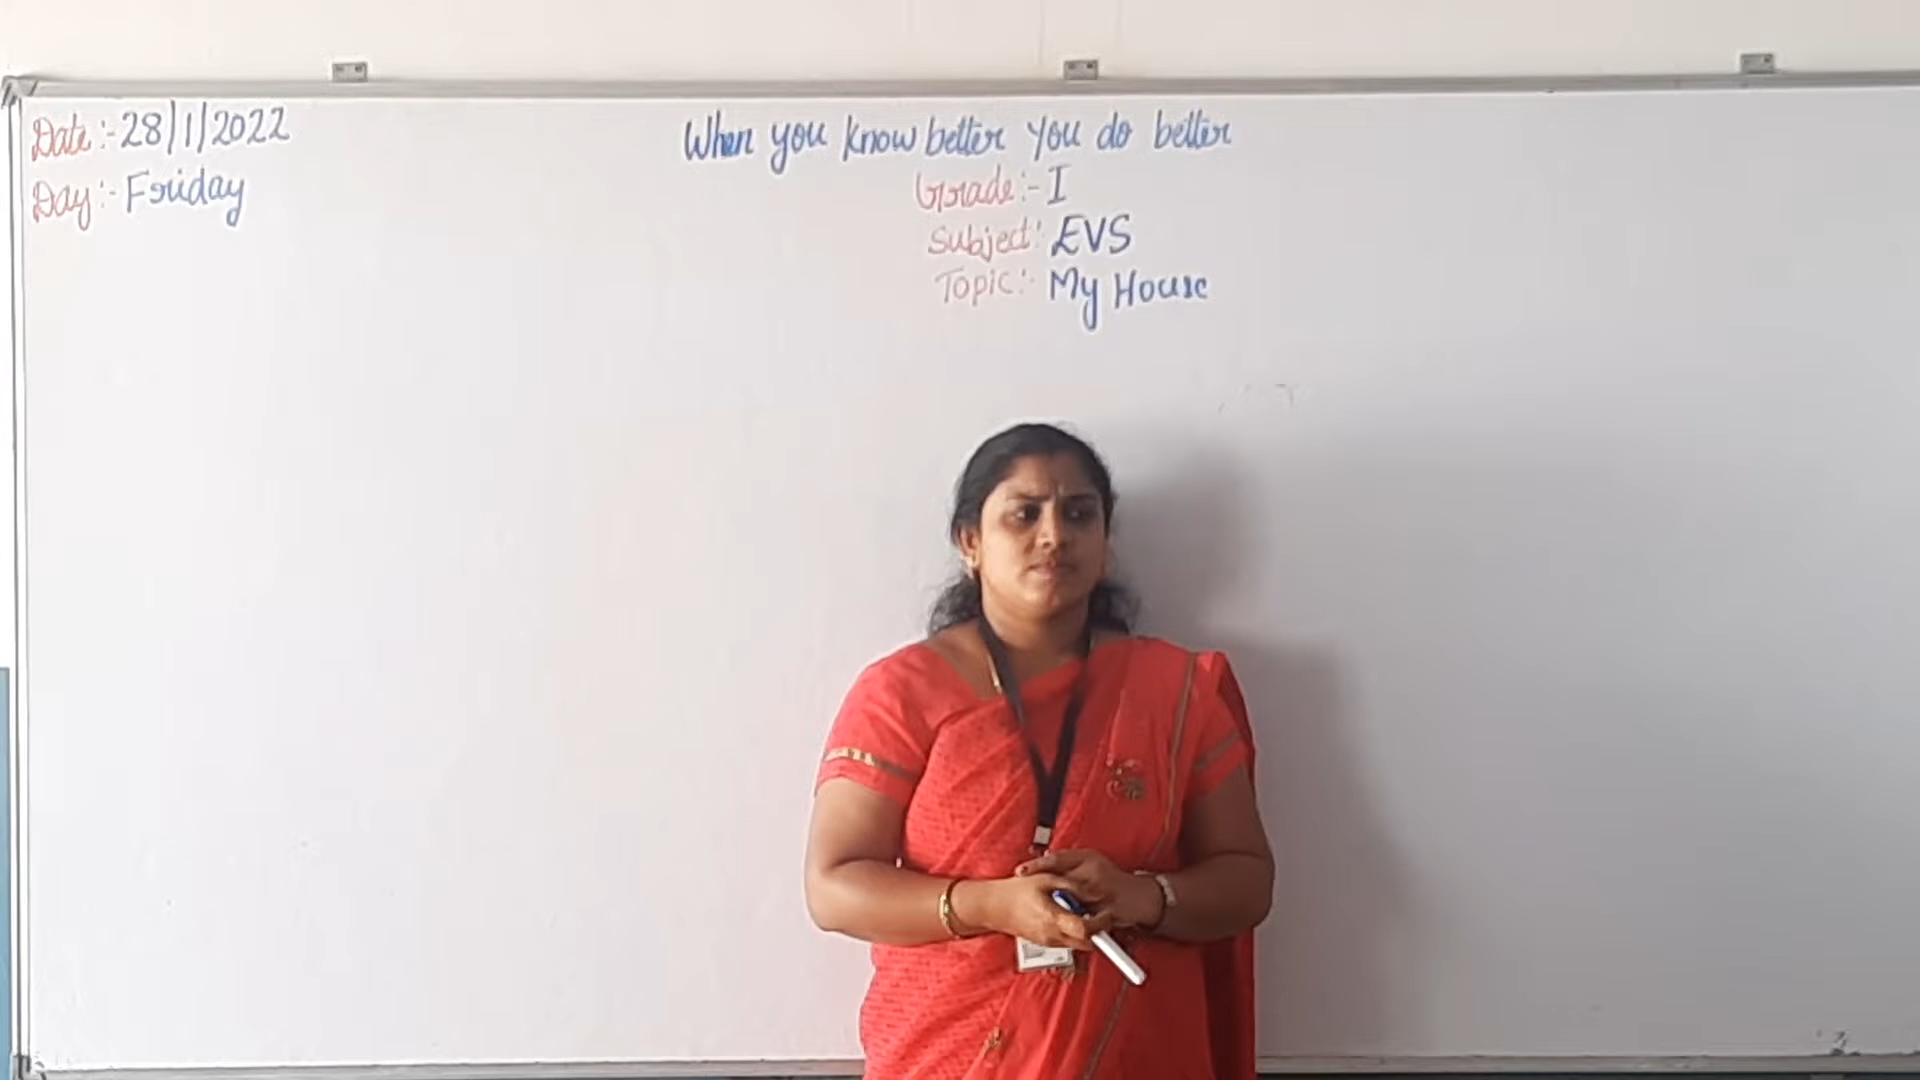 Date:-28/1/2022
Day:-Friday
When you know better you do better
Grade:-I
Subject:-EVS
Topic:-My House